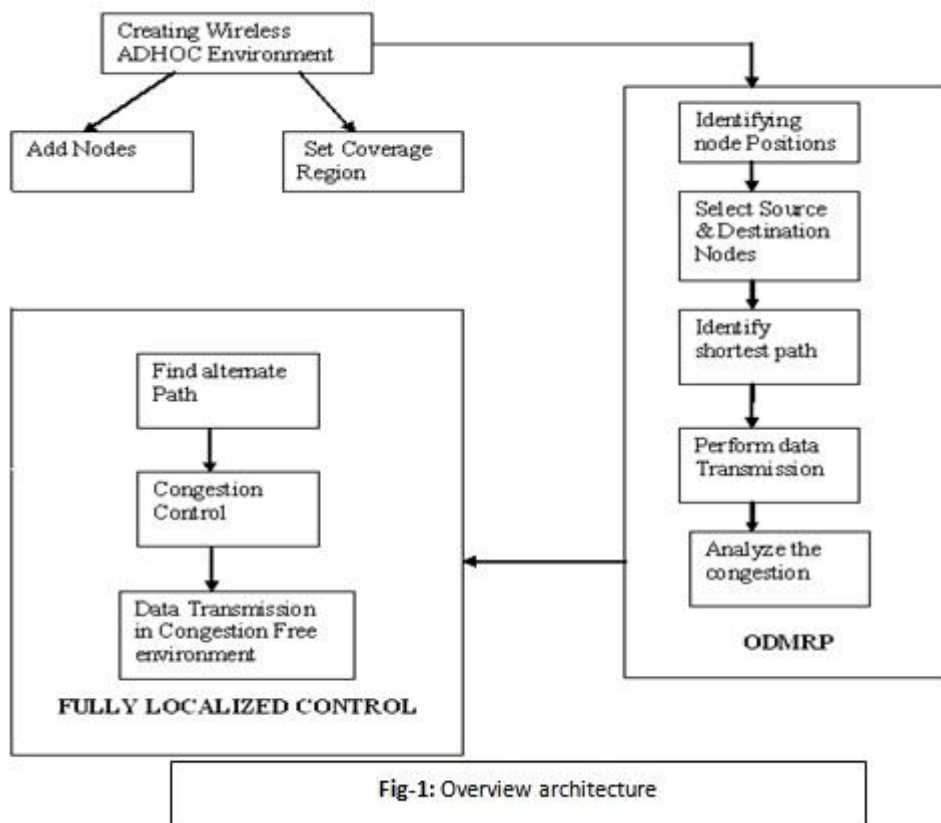 Creating Wireless
ADHOC Environment
Add Nodes
Set Coverage
Region
Identifying
node Positions
Select Source
& Destination
Nodes
Identify
shortest path
Perform data
Transmission
Analyze the
congestion
ODMRP
Find alternate
Path
Congestion
Control
Data Transmission
in Congestion Free
environment
FULLY LOCALIZED CONTROL
Fig-1: Overview architecture